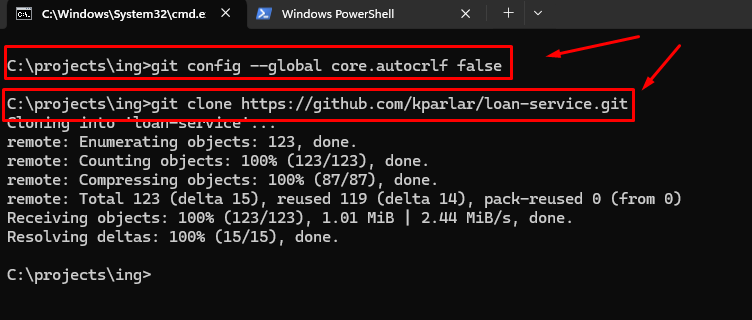 C:\Windows\System32\cmd.e
Windows PowerShell
C:\projects\ing>git config --global core.autocrlf false
C:\projects\ing>git clone https://github.com/kparlar/loan-service.git
Cloning into 'loan-service'...
remote: Enumerating objects: 123, done.
remote: Counting objects: 100% (123/123), done.
remote: Compressing objects: 100% (87/87), done.
remote: Total 123 (delta 15), reused 119 (delta 14), pack-reused 0 (from 0)
Receiving objects: 100% (123/123), 1.01 MiB | 2.44 MiB/s, done.
Resolving deltas: 100% (15/15), done.
C:\projects\ing>